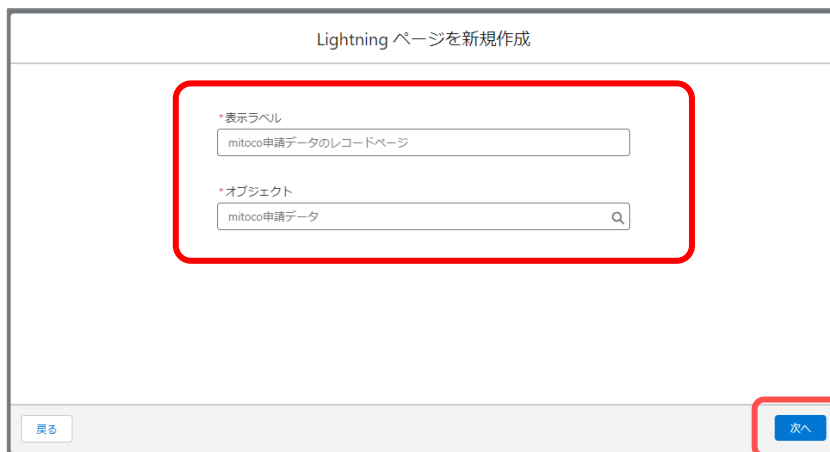 Lightning ページを新規作成
*表示ラベル
mitoco申請データのレコードページ
*オブジェクト
mitoco申請データ
戻る
次へ